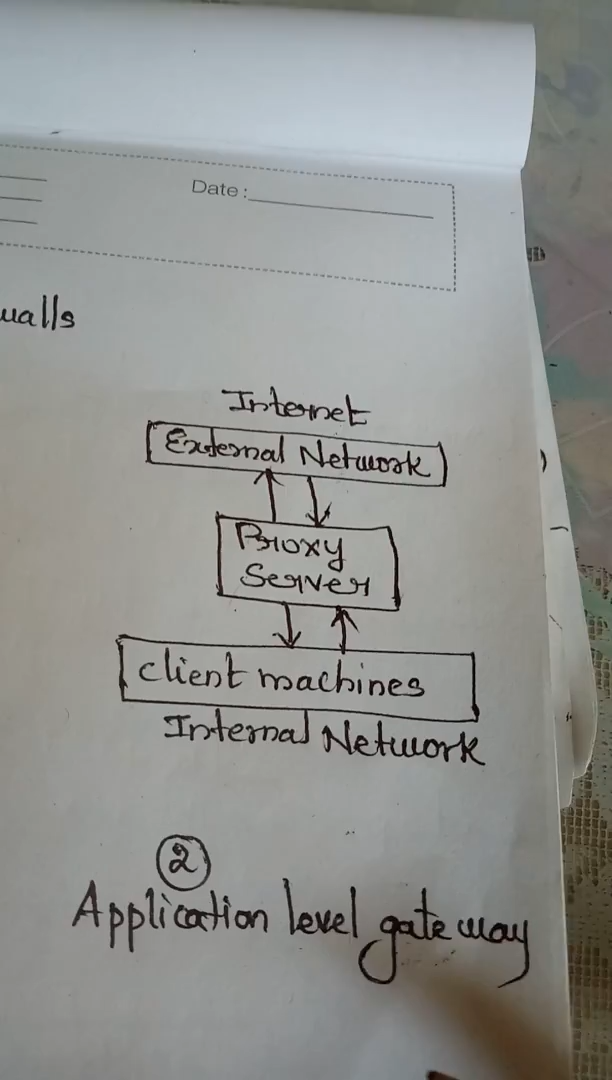 Date:
walls
Internet
External Network
Proxy
Server
client machines
Internal Network
2
Application level gateway